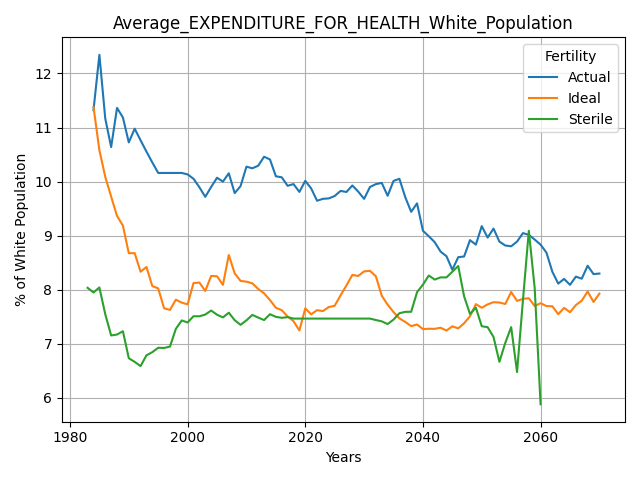 Average_EXPENDITURE_FOR_HEALTH_White_Population
Fertility
Actual
Ideal
Sterile
% of White Population
12
11
10
9
8
7
6
1980
2000
2020
2040
2060
Years